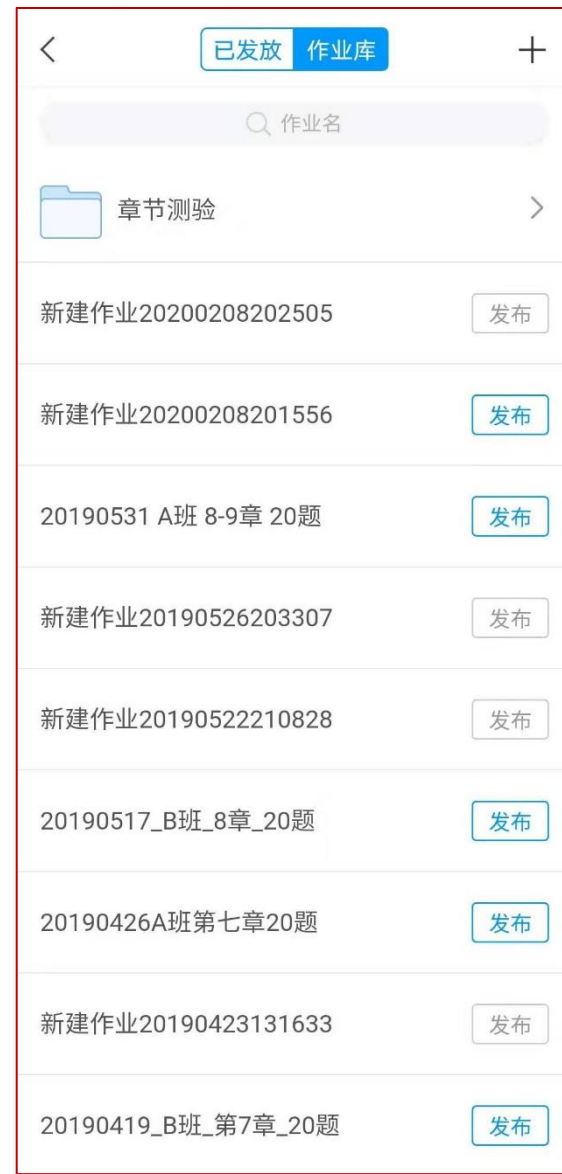 已发放 作业库
作业名
章节测验
新建作业20200208202505 发布
新建作业20200208201556 发布
20190531 A班 8-9章 20题 发布
新建作业20190526203307 发布
新建作业20190522210828 发布
20190517_B班_8章_20题 发布
20190426A班第七章20题 发布
新建作业20190423131633 发布
20190419_B班_第7章_20题 发布